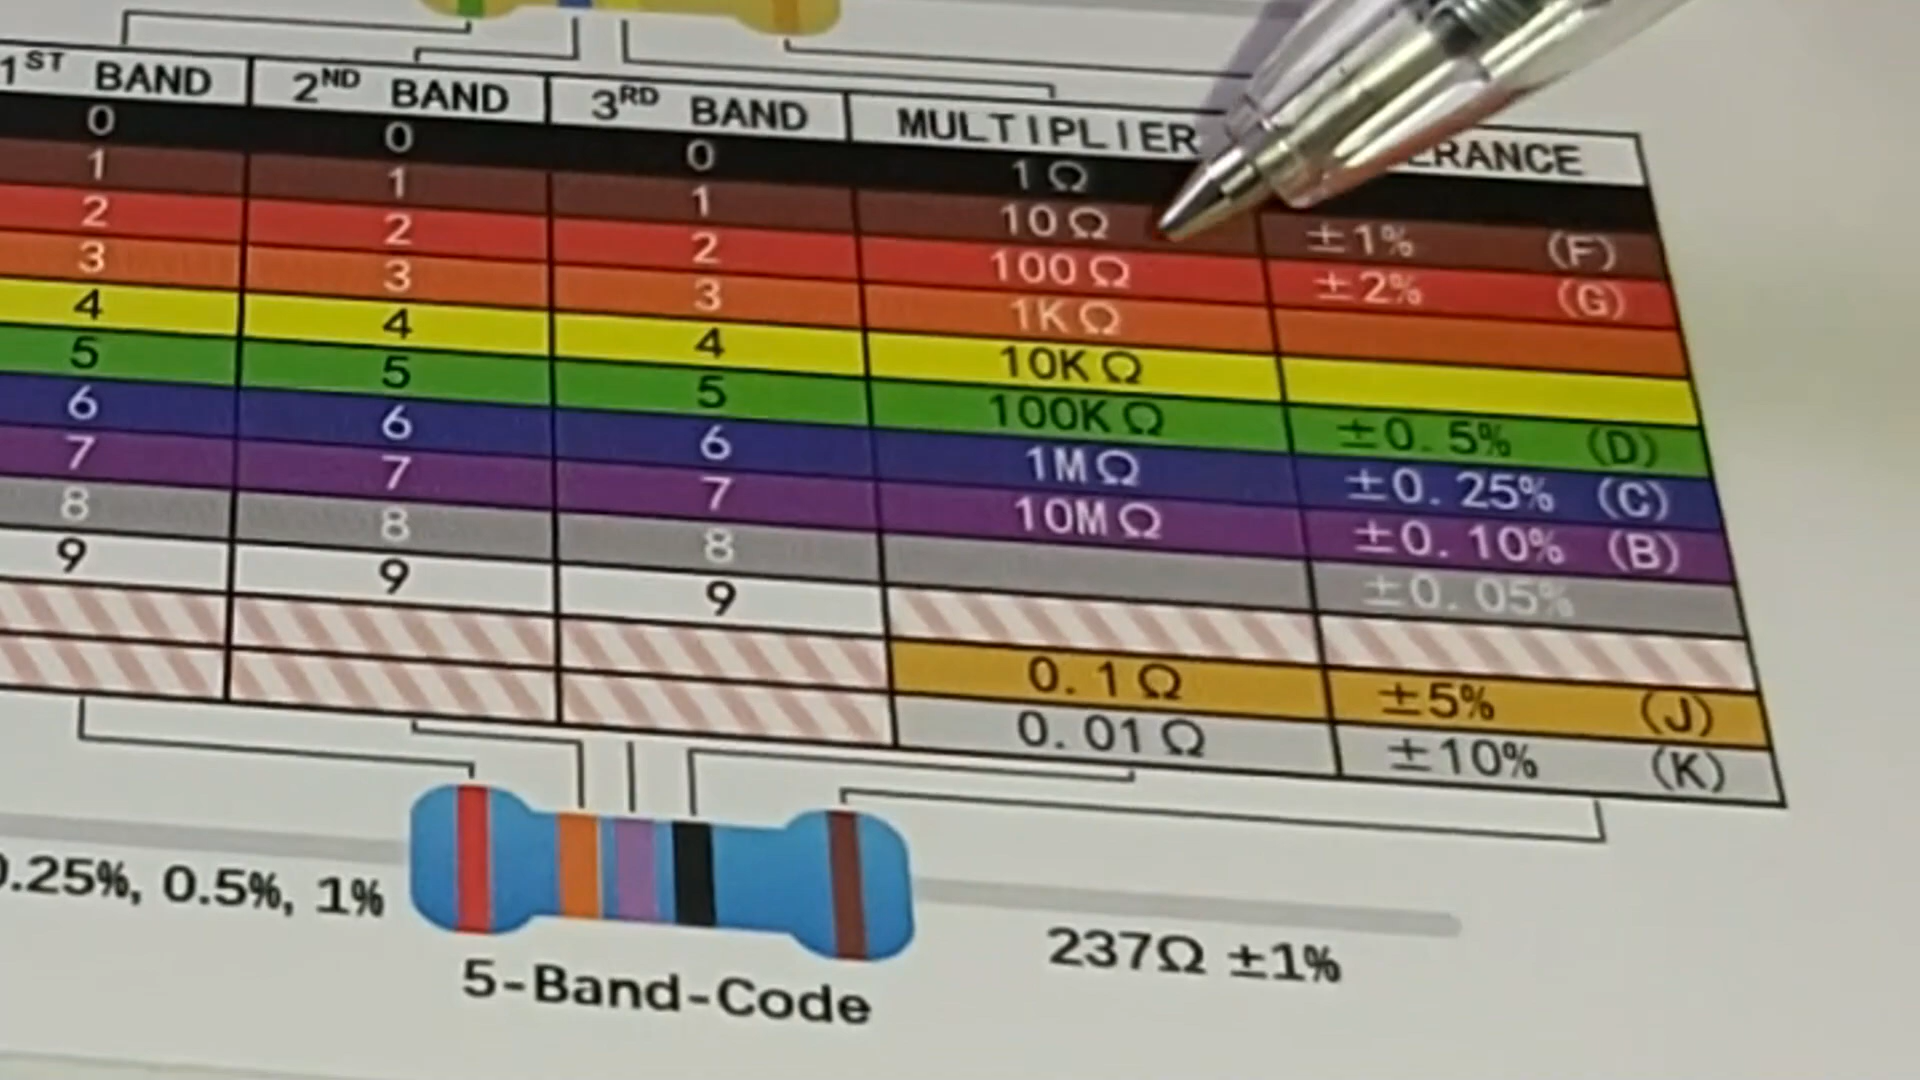 1ST BAND 2ND BAND 3RD BAND MULTIPLIER ERANCE
0 0 0 1Ω
1 1 1 10Ω ±1% (F)
2 2 2 100Ω ±2% (G)
3 3 3 1KΩ
4 4 4 10KΩ
5 5 5 100KΩ ±0.5% (D)
6 6 6 1MΩ ±0.25% (C)
7 7 7 10MΩ ±0.10% (B)
8 8 8 ±0.05%
9 9 9
0.1Ω ±5% (J)
0.01Ω ±10% (K)
0.25%, 0.5%, 1%
237Ω ±1%
5-Band-Code